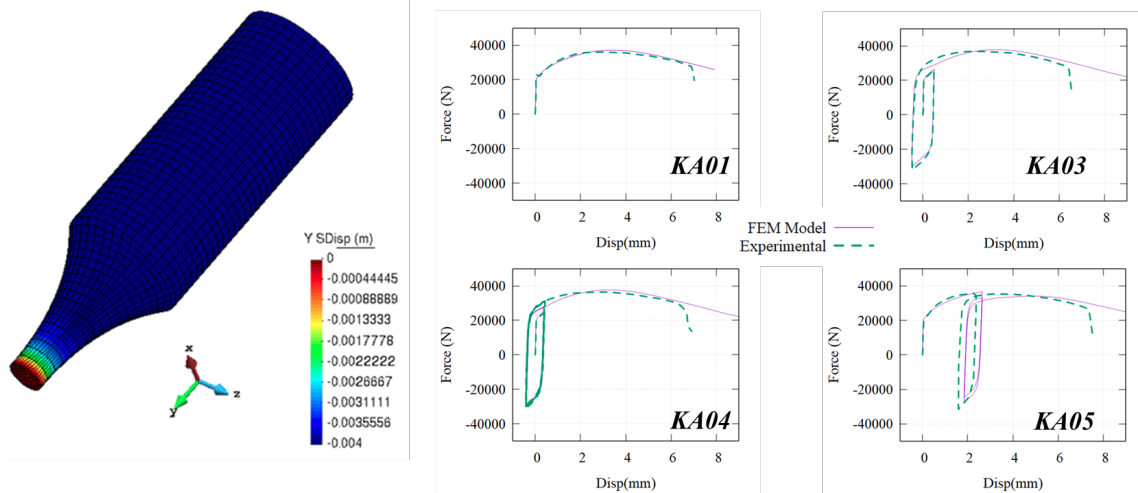 Y SDisp (m)
0
-0.00044445
-0.00088889
-0.0013333
-0.0017778
-0.0022222
-0.0026667
-0.0031111
-0.0035556
-0.004
x
y
z
Force (N)
40000
20000
0
-20000
-40000
0 2 4 6 8
Disp(mm)
KA01
Force (N)
40000
20000
0
-20000
-40000
0 2 4 6 8
Disp(mm)
KA03
FEM Model
Experimental
Force (N)
40000
20000
0
-20000
-40000
0 2 4 6 8
Disp(mm)
KA04
Force (N)
40000
20000
0
-20000
-40000
0 2 4 6 8
Disp(mm)
KA05